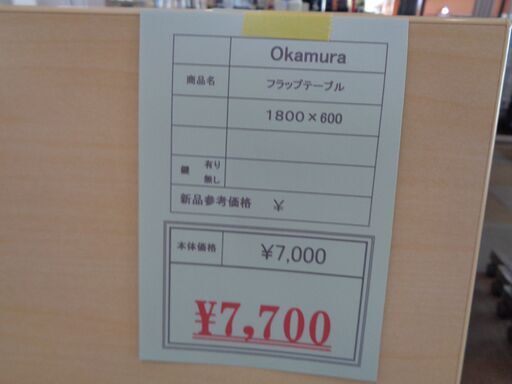 Okamura
商品名 フラップテーブル
1800×600
鍵 有り
無し
新品参考価格 ¥
本体価格 ¥7,000
¥7,700